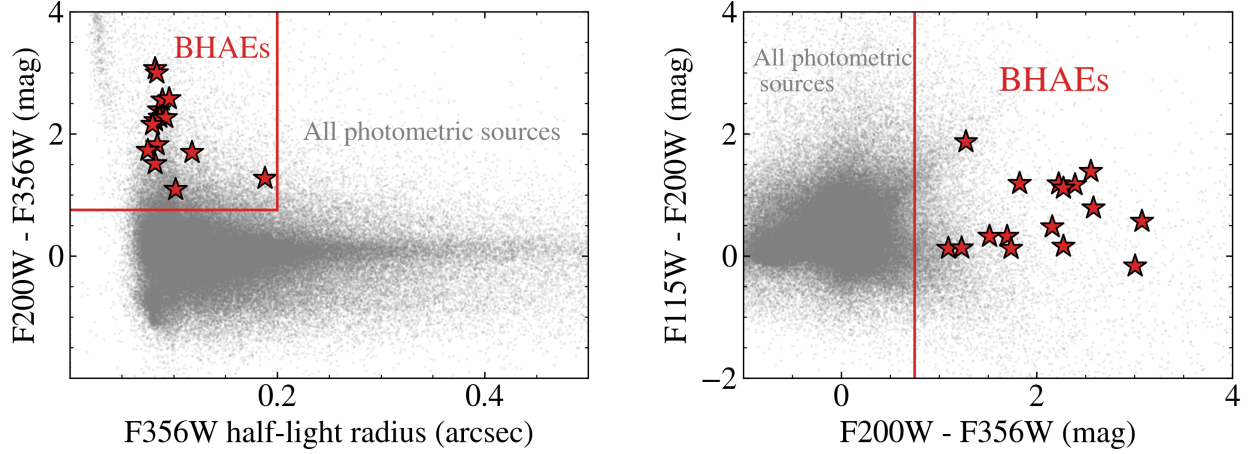 4
2
0
F200W - F356W (mag)
BHAEs
All photometric sources
0.2
0.4
F356W half-light radius (arcsec)
4
2
0
−2
F115W - F200W (mag)
All photometric
sources
BHAEs
0
2
4
F200W - F356W (mag)